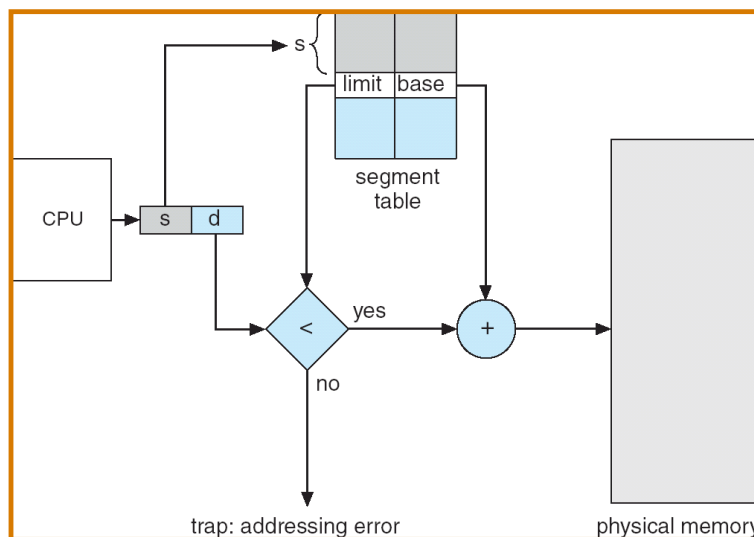 s
limit base
segment
table
CPU
s d
<
yes
+
no
trap: addressing error
physical memory